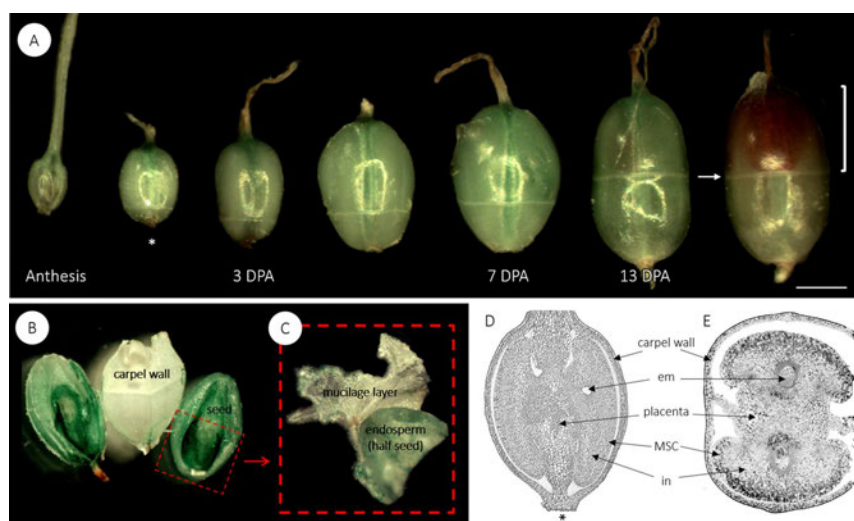 A
*
Anthesis
3 DPA
7 DPA
13 DPA
B
carpel wall
seed
C
mucilage layer
endosperm
(half seed)
D
E
carpel wall
em
placenta
MSC
in
*